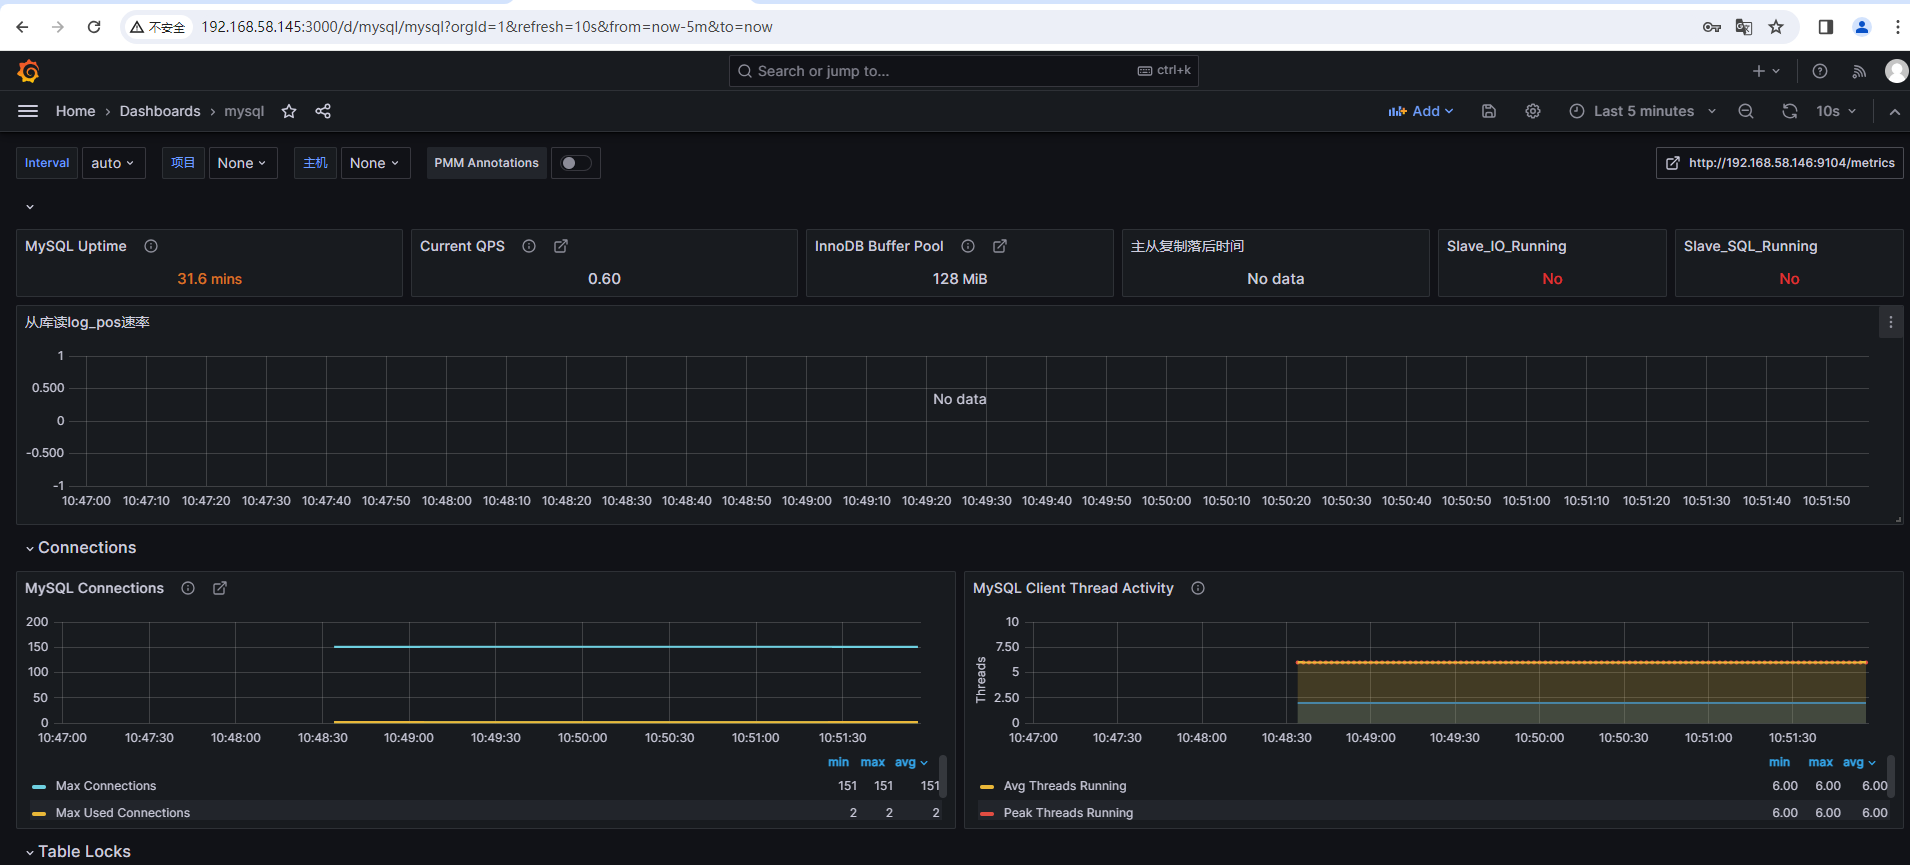 不安全 192.168.58.145:3000/d/mysql/mysql?orgId=1&refresh=10s&from=now-5m&to=now
Search or jump to... ctrl+k
Home › Dashboards › mysql Add Last 5 minutes 10s
Interval auto 项目 None 主机 None PMM Annotations http://192.168.58.146:9104/metrics
MySQL Uptime Current QPS InnoDB Buffer Pool 主从复制落后时间 Slave_IO_Running Slave_SQL_Running
31.6 mins 0.60 128 MiB No data No No
从库读log_pos速率
1
0.500
No data
0
-0.500
-1
10:47:00 10:47:10 10:47:20 10:47:30 10:47:40 10:47:50 10:48:00 10:48:10 10:48:20 10:48:30 10:48:40 10:48:50 10:49:00 10:49:10 10:49:20 10:49:30 10:49:40 10:49:50 10:50:00 10:50:10 10:50:20 10:50:30 10:50:40 10:50:50 10:51:00 10:51:10 10:51:20 10:51:30 10:51:40 10:51:50
Connections
MySQL Connections
200
150
100
50
0
10:47:00 10:47:30 10:48:00 10:48:30 10:49:00 10:49:30 10:50:00 10:50:30 10:51:00 10:51:30
min max avg
Max Connections 151 151 151
Max Used Connections 2 2 2
MySQL Client Thread Activity
Threads
10
7.50
5
2.50
0
10:47:00 10:47:30 10:48:00 10:48:30 10:49:00 10:49:30 10:50:00 10:50:30 10:51:00 10:51:30
min max avg
Avg Threads Running 6.00 6.00 6.00
Peak Threads Running 6.00 6.00 6.00
Table Locks